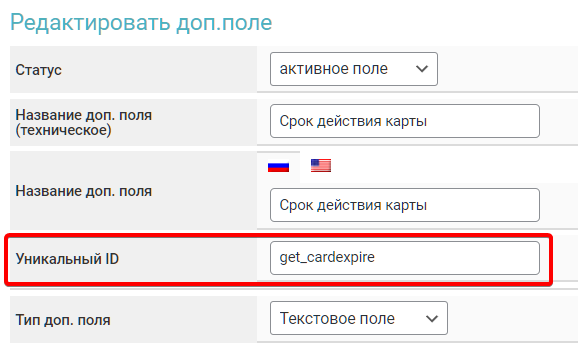 Редактировать доп.поле
Статус
активное поле
Название доп. поля
(техническое)
Срок действия карты
Название доп. поля
Срок действия карты
Уникальный ID
get_cardexpire
Тип доп. поля
Текстовое поле